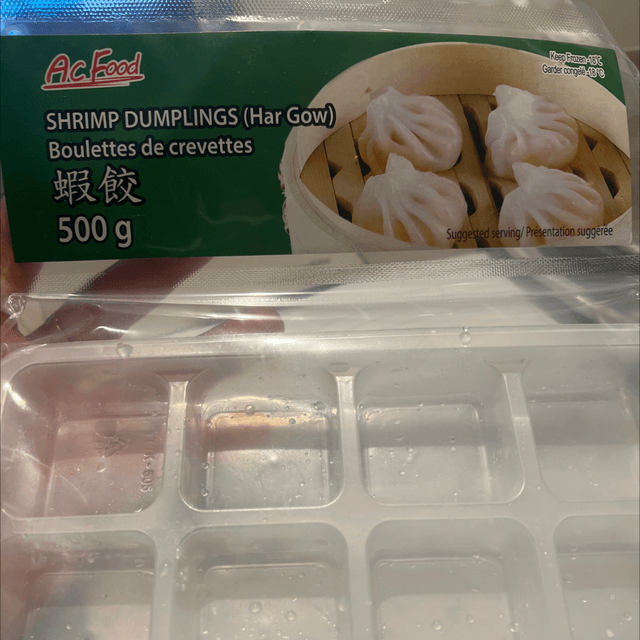 A.C. Food
Keep Frozen -18°C
Garder congelé -18°C
SHRIMP DUMPLINGS (Har Gow)
Boulettes de crevettes
蝦餃
500 g
Suggested serving/ Présentation suggérée